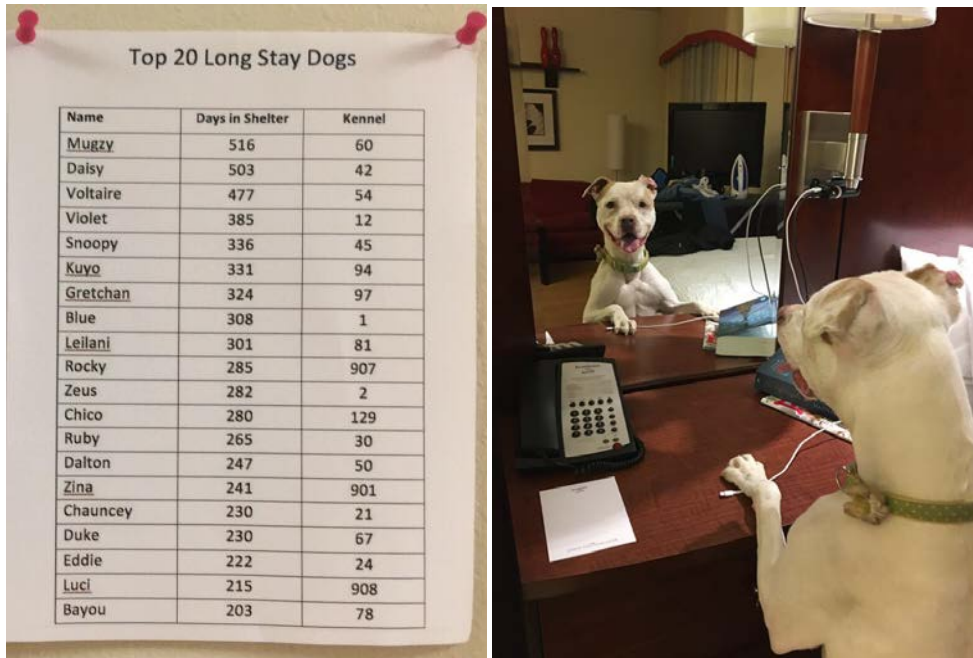 Top 20 Long Stay Dogs
Name Days in Shelter Kennel
Mugzy 516 60
Daisy 503 42
Voltaire 477 54
Violet 385 12
Snoopy 336 45
Kuyo 331 94
Gretchan 324 97
Blue 308 1
Leilani 301 81
Rocky 285 907
Zeus 282 2
Chico 280 129
Ruby 265 30
Dalton 247 50
Zina 241 901
Chauncey 230 21
Duke 230 67
Eddie 222 24
Luci 215 908
Bayou 203 78